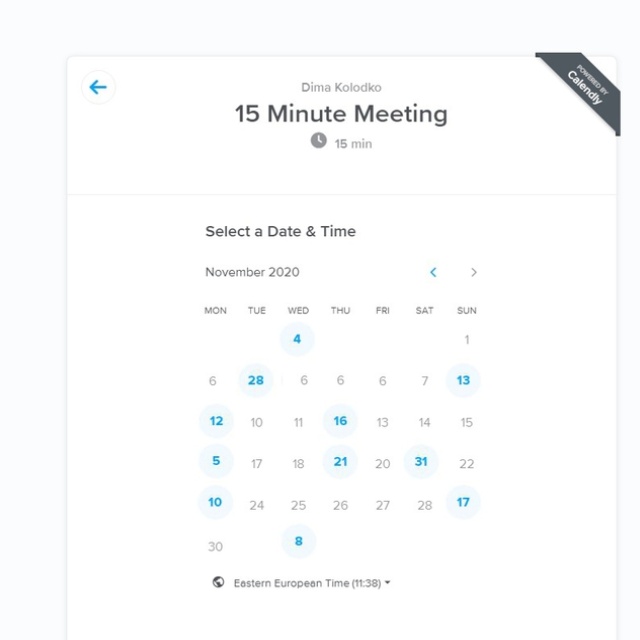 POWERED BY
Calendly
Dima Kolodko
15 Minute Meeting
15 min
Select a Date & Time
November 2020
MON TUE WED THU FRI SAT SUN
4 1
6 28 6 6 6 7 13
12 10 11 16 13 14 15
5 17 18 21 20 31 22
10 24 25 26 27 28 17
30 8
Eastern European Time (11:38)